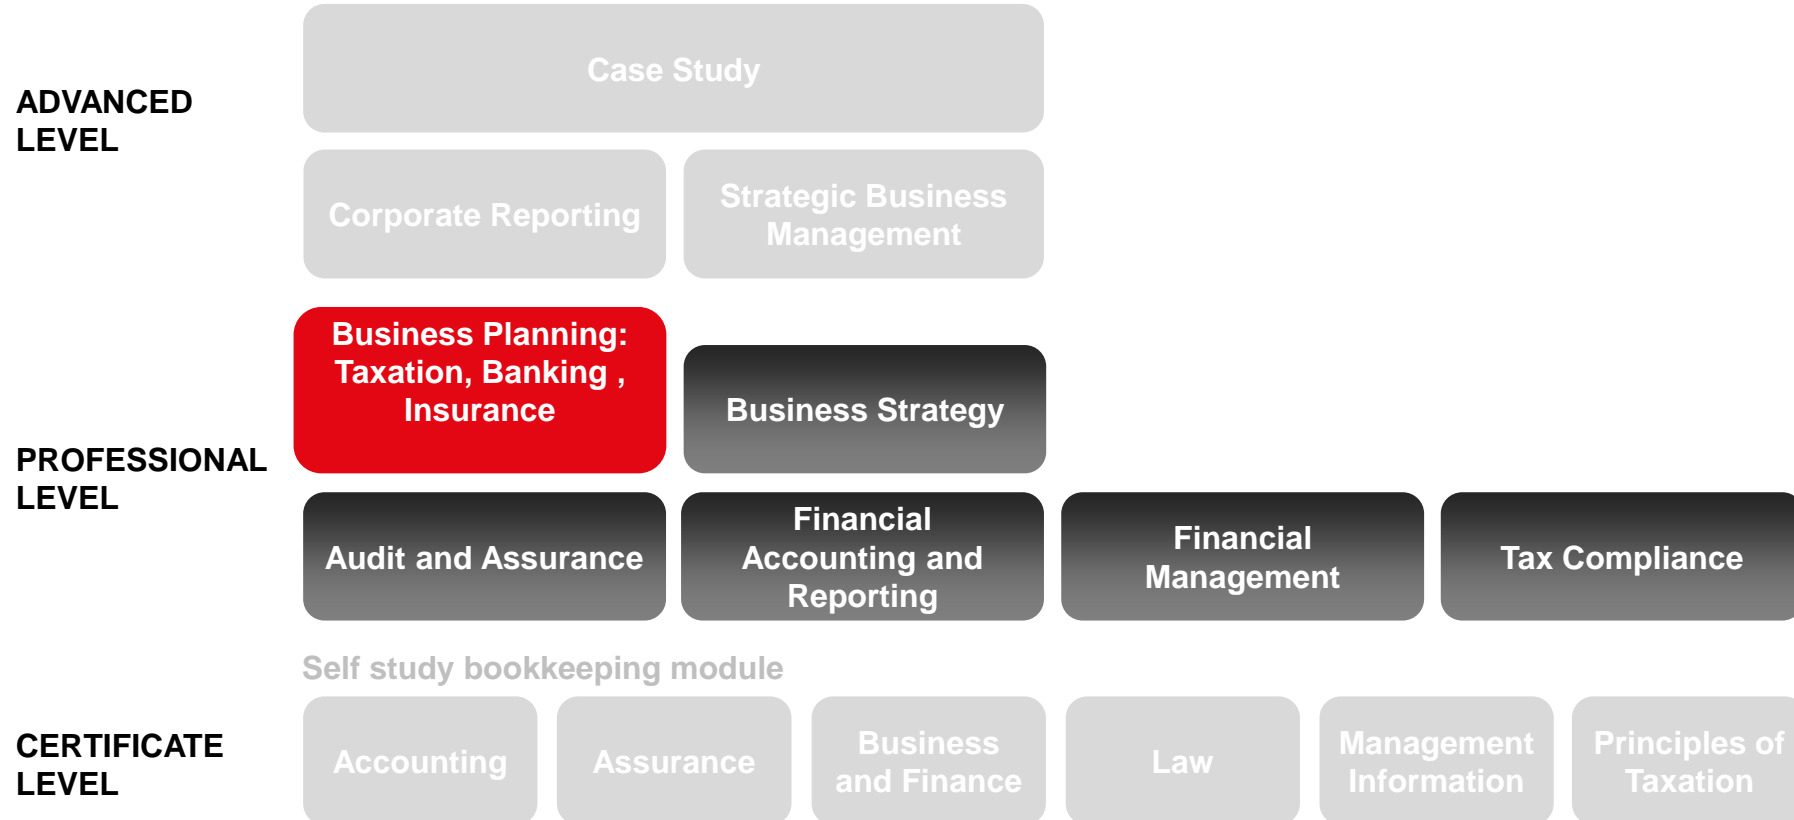 Case Study
ADVANCED
LEVEL
Corporate Reporting
Strategic Business
Management
Business Planning:
Taxation, Banking ,
Insurance
Business Strategy
PROFESSIONAL
LEVEL
Audit and Assurance
Financial
Accounting and
Reporting
Financial
Management
Tax Compliance
Self study bookkeeping module
CERTIFICATE
LEVEL
Accounting
Assurance
Business
and Finance
Law
Management
Information
Principles of
Taxation